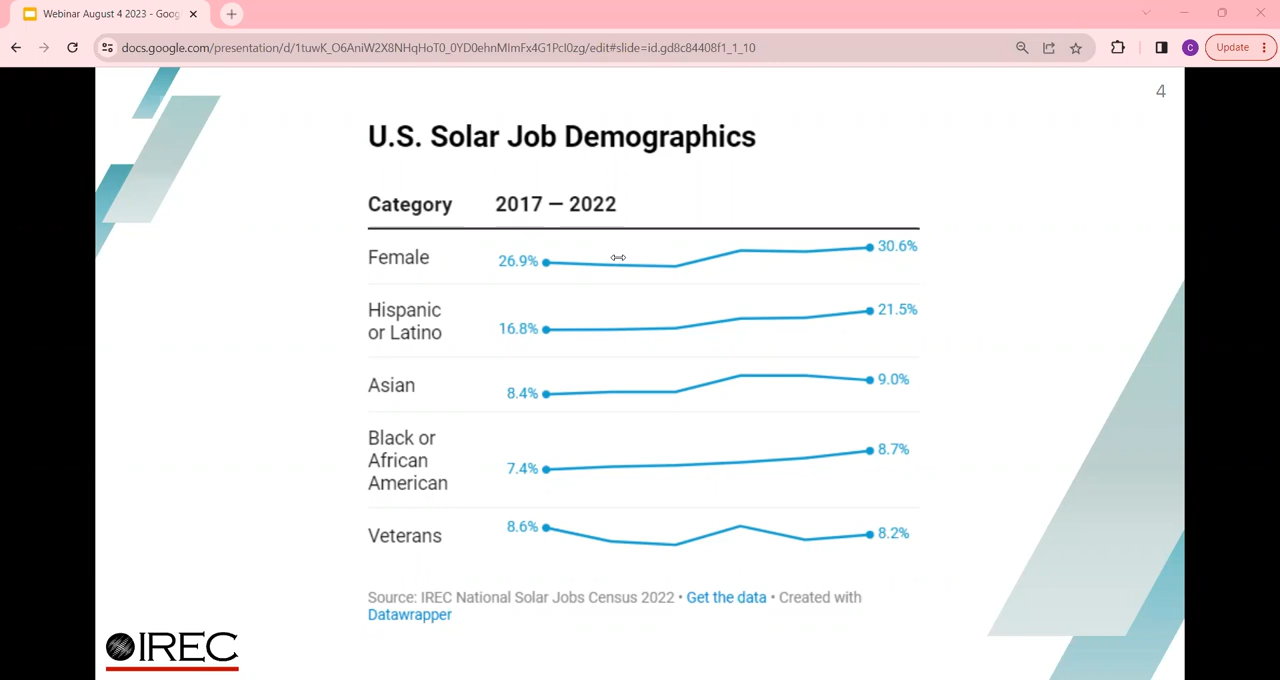 Webinar August 4 2023 - Goog
docs.google.com/presentation/d/1tuwK_O6AniW2X8NHqHoT0_0YD0ehnMlmFx4G1PcI0zg/edit#slide=id.gd8c84408f1_1_10
C
Update
4
U.S. Solar Job Demographics
Category 2017 — 2022
Female 26.9% 30.6%
Hispanic
or Latino 16.8% 21.5%
Asian 8.4% 9.0%
Black or
African
American 7.4% 8.7%
Veterans 8.6% 8.2%
Source: IREC National Solar Jobs Census 2022 • Get the data • Created with
Datawrapper
IREC